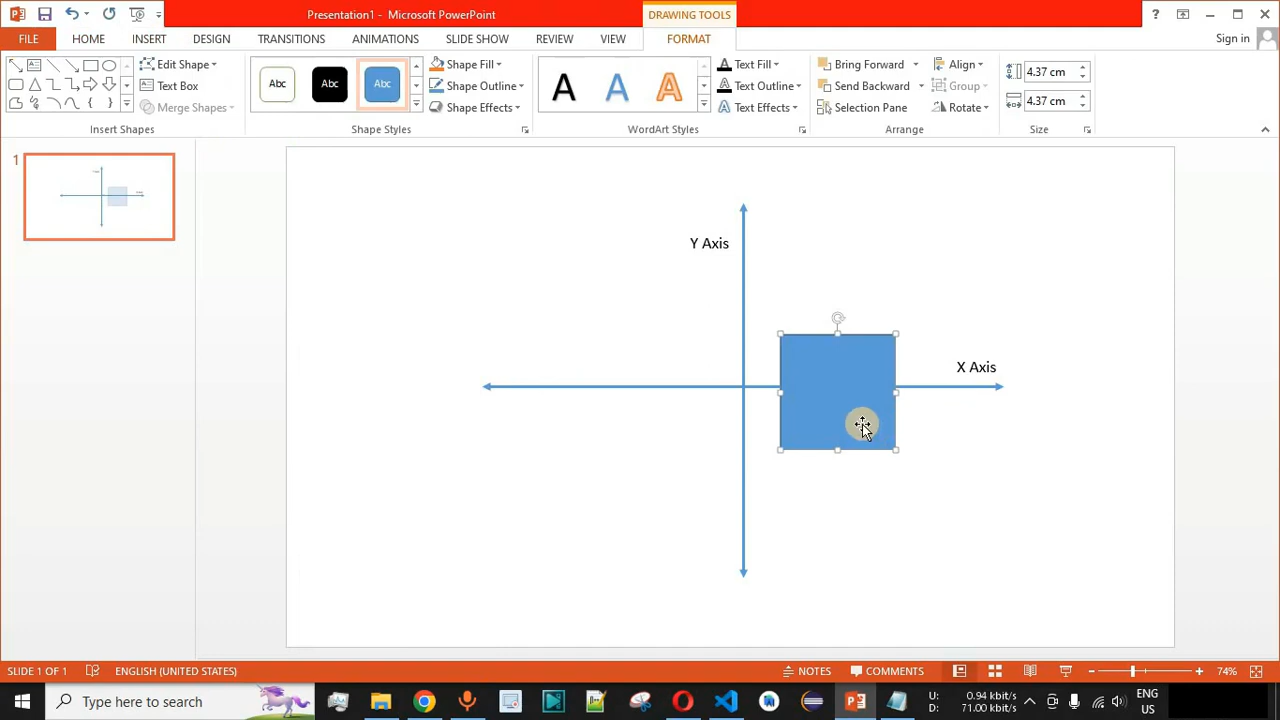 Presentation1 - Microsoft PowerPoint
DRAWING TOOLS
?
FILE
HOME
INSERT
DESIGN
TRANSITIONS
ANIMATIONS
SLIDE SHOW
REVIEW
VIEW
FORMAT
Sign in
Edit Shape
Text Box
Merge Shapes
Insert Shapes
Abc
Abc
Abc
Shape Fill
Shape Outline
Shape Effects
Shape Styles
A
A
A
Text Fill
Text Outline
Text Effects
WordArt Styles
Bring Forward
Send Backward
Selection Pane
Align
Group
Rotate
Arrange
4.37 cm
4.37 cm
Size
1
Y Axis
X Axis
SLIDE 1 OF 1
ENGLISH (UNITED STATES)
NOTES
COMMENTS
74%
Type here to search
U: 0.94 kbit/s
D: 71.00 kbit/s
ENG
US